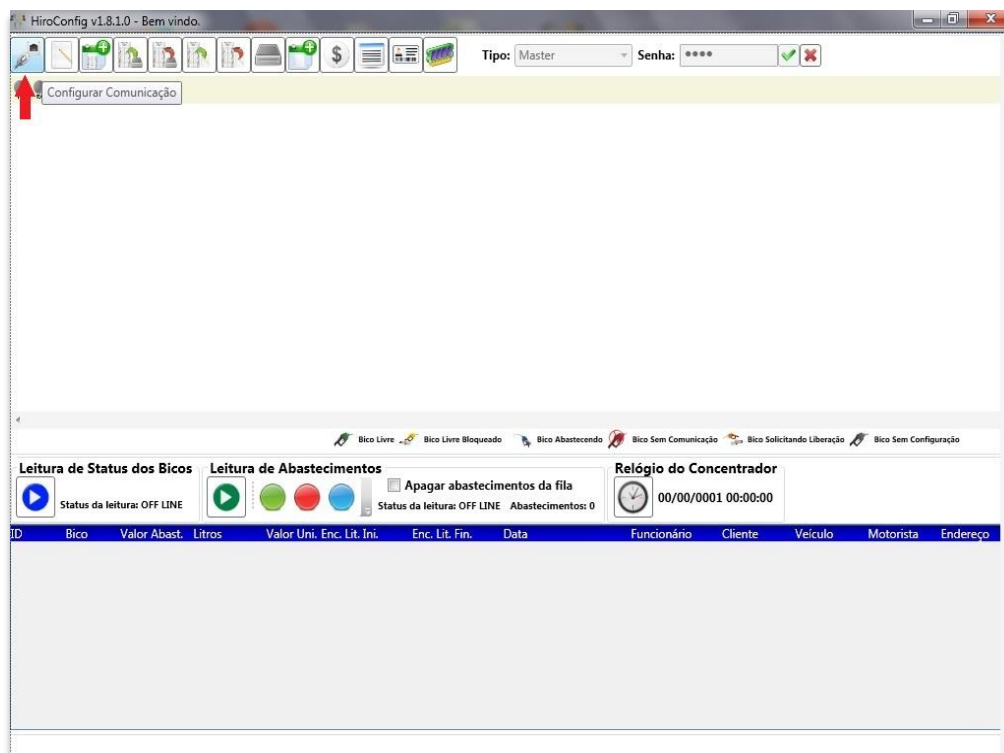 HiroConfig v1.8.1.0 - Bem vindo.
Tipo: Master Senha: ••••
Configurar Comunicação
Bico Livre Bico Livre Bloqueado Bico Abastecendo Bico Sem Comunicação Bico Solicitando Liberação Bico Sem Configuração
Leitura de Status dos Bicos Leitura de Abastecimentos Relógio do Concentrador
Apagar abastecimentos da fila
Status da leitura: OFF LINE Status da leitura: OFF LINE Abastecimentos: 0 00/00/0001 00:00:00
ID Bico Valor Abast. Litros Valor Uni. Enc. Lit. Ini. Enc. Lit. Fin. Data Funcionário Cliente Veículo Motorista Endereço